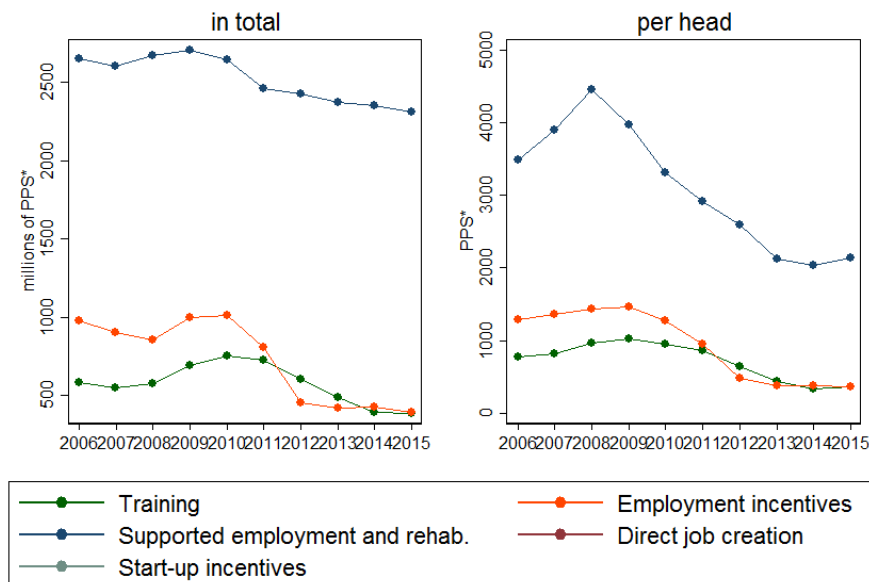 in total
per head
millions of PPS*
2500
2000
1500
1000
500
2006 2007 2008 2009 2010 2011 2012 2013 2014 2015
PPS*
5000
4000
3000
2000
1000
0
2006 2007 2008 2009 2010 2011 2012 2013 2014 2015
Training
Employment incentives
Supported employment and rehab.
Direct job creation
Start-up incentives